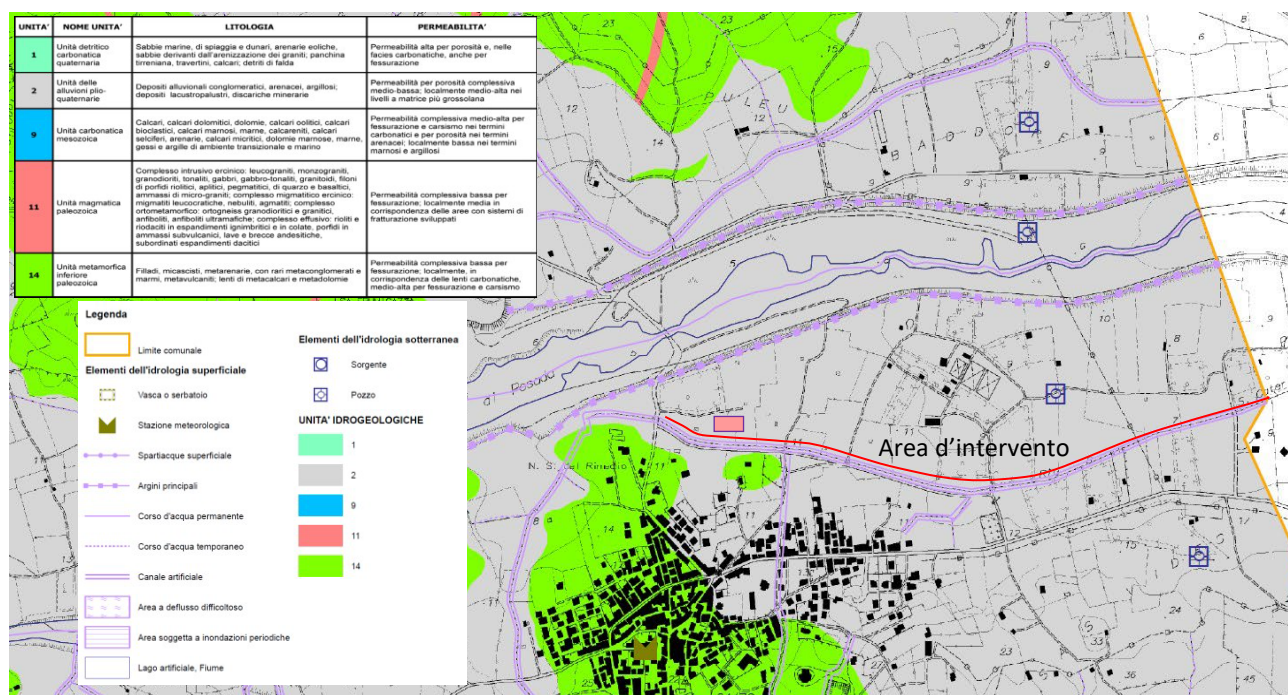 UNITA' NOME UNITA' LITOLOGIA PERMEABILITA'
1
Unità detritico
carbonatica
quaternaria
Sabbie marine, di spiaggia e dunari, arenarie eoliche,
sabbie derivanti dall'arenizzazione dei graniti; panchina
tirreniana, travertini, calcari; detriti di falda
Permeabilità alta per porosità e, nelle
facies carbonatiche, anche per
fessurazione
2
Unità delle
alluvioni plio-
quaternarie
Depositi alluvionali conglomeratici, arenacei, argillosi;
depositi lacustropalustri, discariche minerarie
Permeabilità per porosità complessiva
medio-bassa; localmente medio-alta nei
livelli a matrice più grossolana
9
Unità carbonatica
mesozoica
Calcari, calcari dolomitici, dolomie, calcari oolitici, calcari
bioclastici, calcari marnosi, marne, calcareniti, calcari
selciferi, arenarie, calcari micritici, dolomie marnose, marne,
gessi e argille di ambiente transizionale e marino
Permeabilità complessiva medio-alta per
fessurazione e carsismo nei termini
carbonatici e per porosità nei termini
arenacei; localmente bassa nei termini
marnosi e argillosi
11
Unità magmatica
paleozoica
Complesso intrusivo ercinico: leucograniti, monzograniti,
granodioriti, tonaliti, gabbri, gabbro-tonaliti, granitoidi, filoni
di porfidi riolitici, aplitici, pegmatitici, di quarzo e basaltici,
ammassi di micro-graniti; complesso migmatitico ercinico:
migmatiti leucocratiche, nebuliti, agmatiti; complesso
ortometamorfico: ortogneiss granodioritici e granitici,
anfiboliti, anfiboliti ultramafiche; complesso effusivo: rioliti e
riodaciti in espandimenti ignimbritici e in colate, porfidi in
ammassi subvulcanici, lave e brecce andesitiche,
subordinati espandimenti dacitici
Permeabilità complessiva bassa per
fessurazione; localmente media in
corrispondenza delle aree con sistemi di
fratturazione sviluppati
14
Unità metamorfica
inferiore
paleozoica
Filladi, micascisti, metarenarie, con rari metaconglomerati e
marmi, metavulcaniti; lenti di metacalcari e metadolomie
Permeabilità complessiva bassa per
fessurazione; localmente, in
corrispondenza delle lenti carbonatiche,
medio-alta per fessurazione e carsismo
Legenda
Limite comunale
Elementi dell'idrologia superficiale
Vasca o serbatoio
Stazione meteorologica
Spartiacque superficiale
Argini principali
Corso d'acqua permanente
Corso d'acqua temporaneo
Canale artificiale
Area a deflusso difficoltoso
Area soggetta a inondazioni periodiche
Lago artificiale, Fiume
Elementi dell'idrologia sotterranea
Sorgente
Pozzo
UNITA' IDROGEOLOGICHE
1
2
9
11
14
Posada
N. S. del Rimedio
Area d'intervento